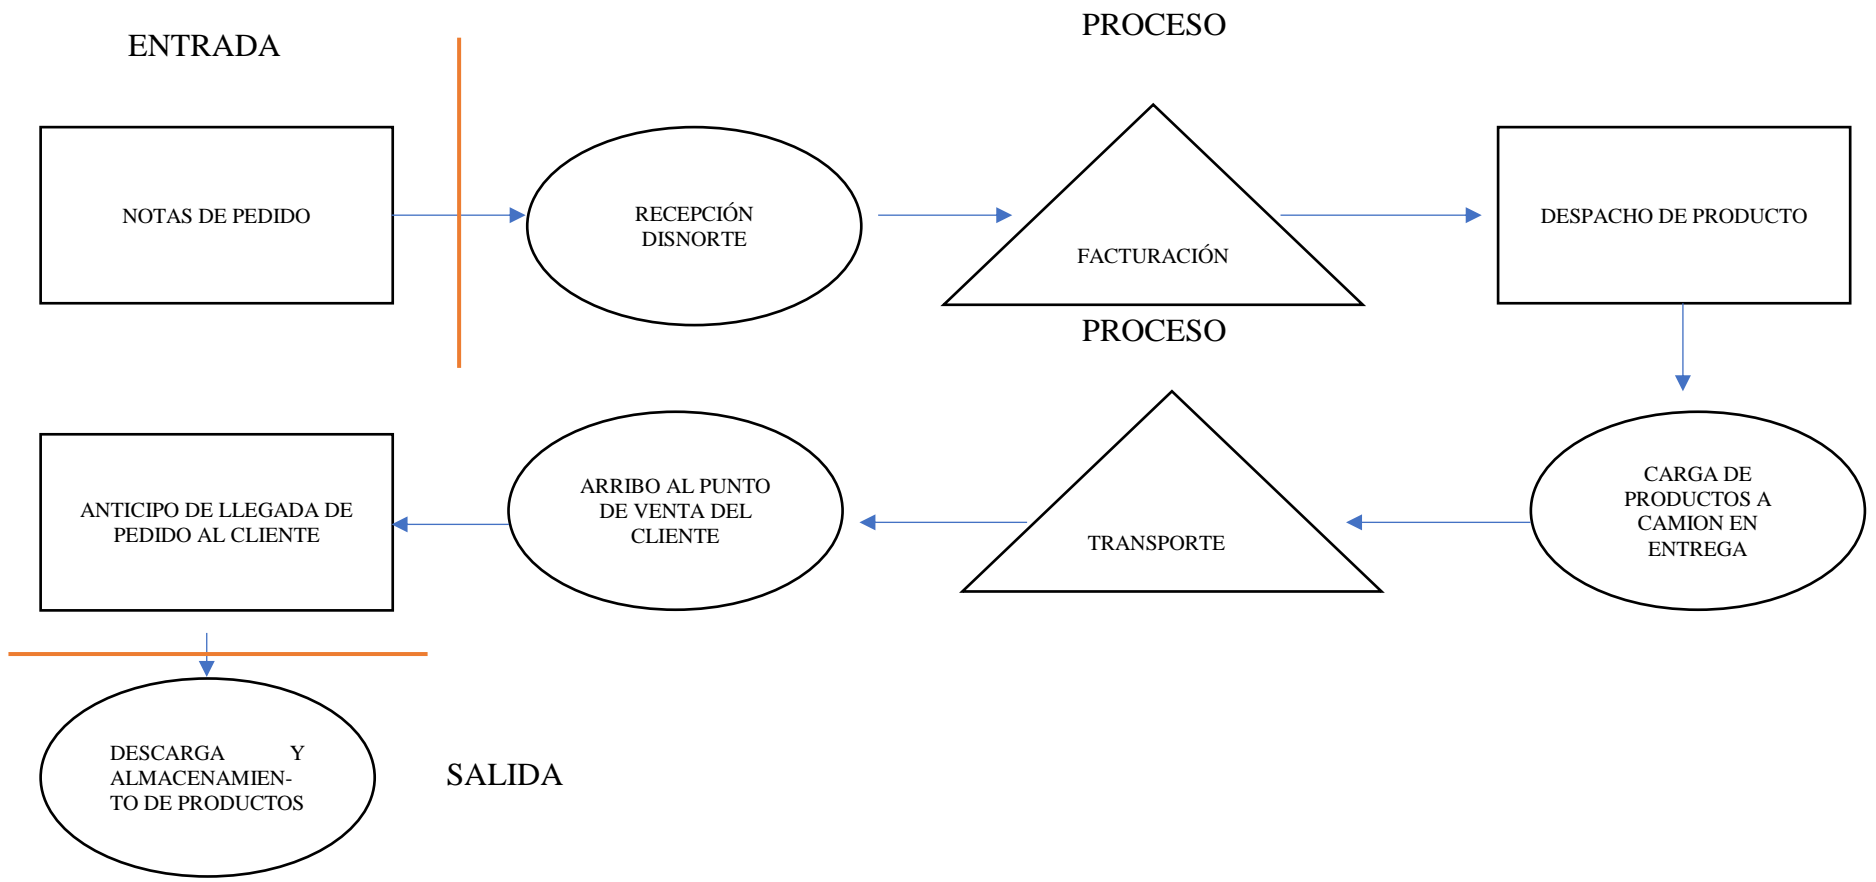 PROCESO
ENTRADA
NOTAS DE PEDIDO
RECEPCIÓN
DISNORTE
FACTURACIÓN
DESPACHO DE PRODUCTO
PROCESO
CARGA DE
PRODUCTOS A
CAMION EN
ENTREGA
TRANSPORTE
ARRIBO AL PUNTO
DE VENTA DEL
CLIENTE
ANTICIPO DE LLEGADA DE
PEDIDO AL CLIENTE
DESCARGA Y
ALMACENAMIEN-
TO DE PRODUCTOS
SALIDA